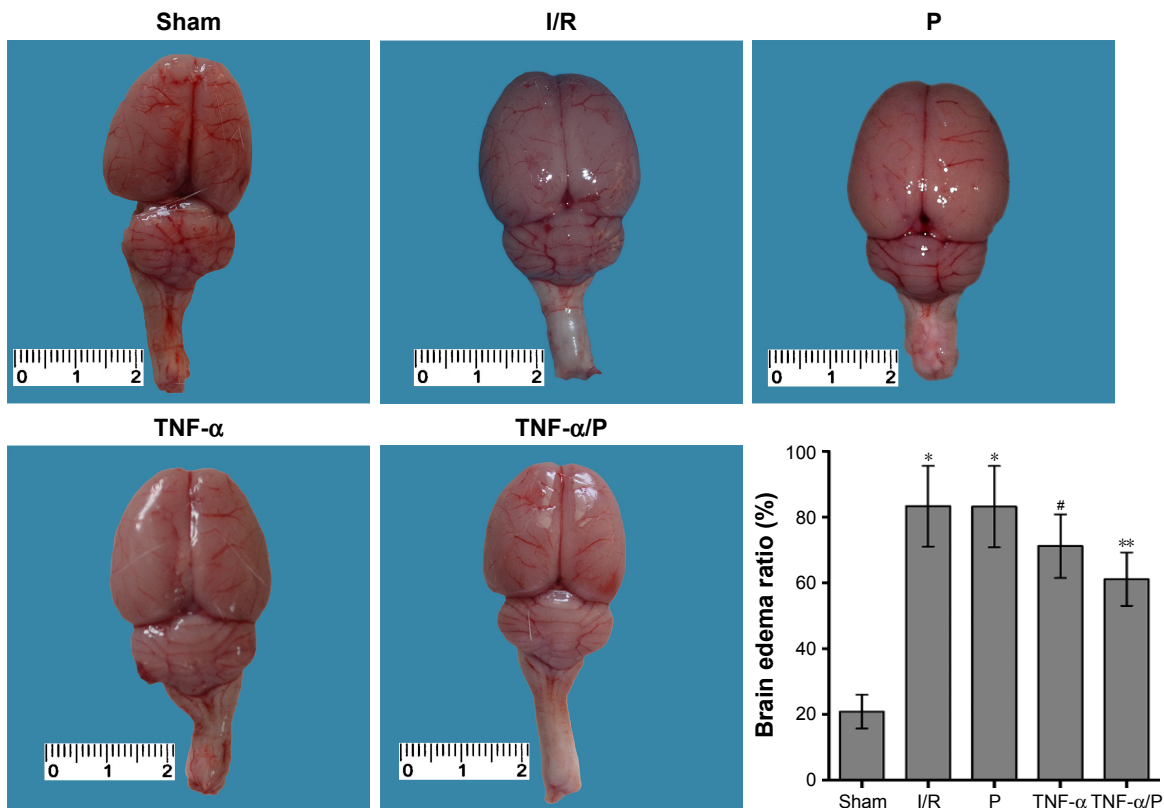 Sham
I/R
P
0 1 2
0 1 2
0 1 2
TNF-α
TNF-α/P
0 1 2
0 1 2
Brain edema ratio (%)
100
80
60
40
20
0
*
*
#
**
Sham I/R P TNF-α TNF-α/P